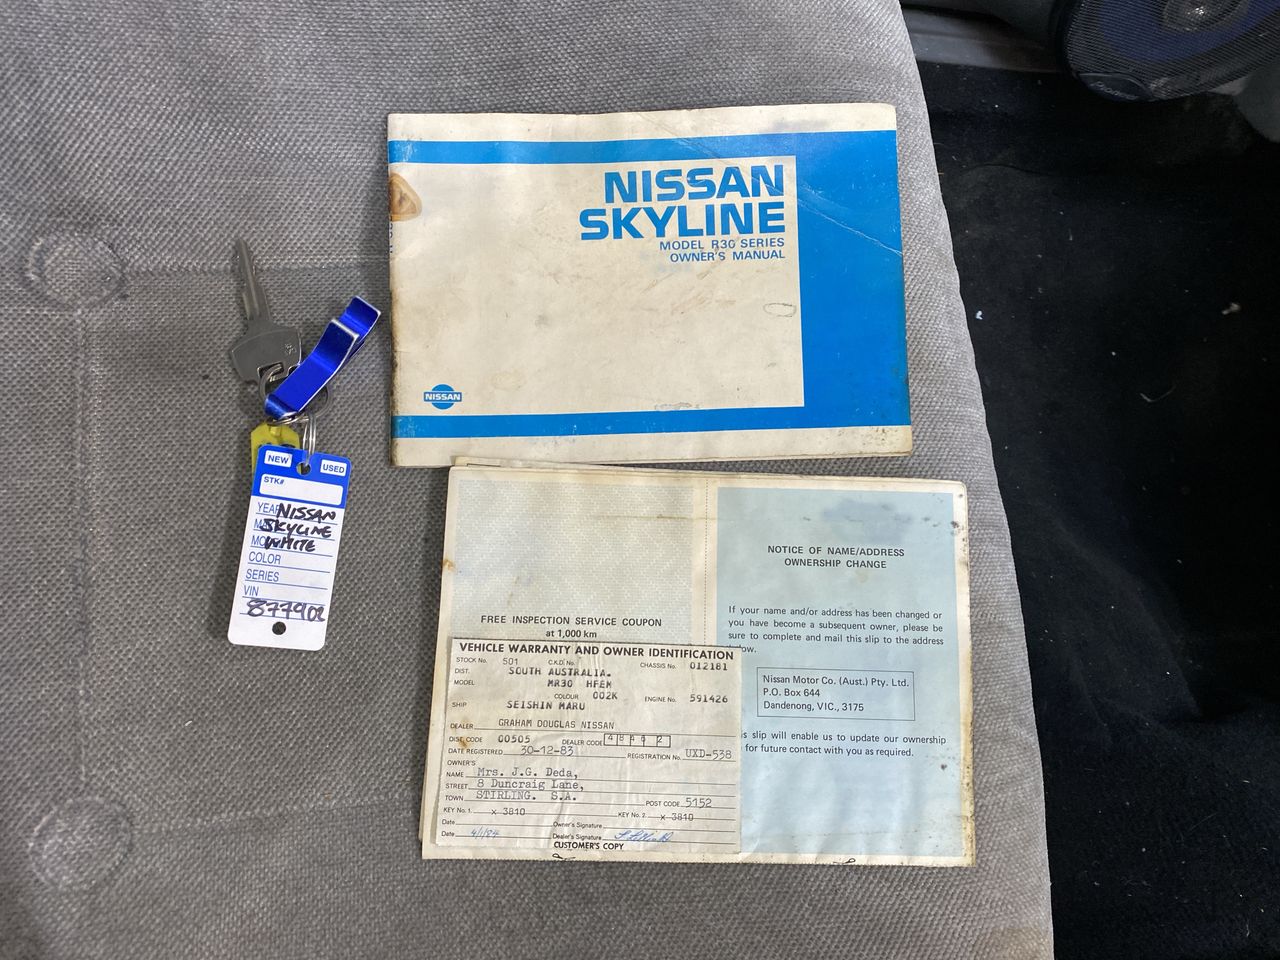 NISSAN
SKYLINE
MODEL R30 SERIES
OWNER'S MANUAL
NISSAN
NEW USED
STK#
YEAR NISSAN
SKYLINE
WHITE
COLOR
SERIES
VIN
877902
FREE INSPECTION SERVICE COUPON
at 1,000 km
VEHICLE WARRANTY AND OWNER IDENTIFICATION
STOCK No. 501 C.K.D. No. CHASSIS No. 012181
DIST. SOUTH AUSTRALIA.
MODEL MR30 HFEM
COLOUR 002K ENGINE No. 591426
SHIP SEISHIN MARU
DEALER GRAHAM DOUGLAS NISSAN
DIST. CODE 00505 DEALER CODE
DATE REGISTERED 30-12-83 REGISTRATION No. UXD-538
OWNER'S
NAME Mrs. J.G. Deda,
STREET 8 Duncraig Lane,
TOWN STIRLING. S.A. POST CODE 5152
KEY No. 1. x 3810 KEY No. 2. x 3810
Date Owner's Signature
Date 4/1/84 Dealer's Signature
CUSTOMER'S COPY
NOTICE OF NAME/ADDRESS
OWNERSHIP CHANGE
If your name and/or address has been changed or
you have become a subsequent owner, please be
sure to complete and mail this slip to the address
Nissan Motor Co. (Aust.) Pty. Ltd.
P.O. Box 644
Dandenong, VIC., 3175
slip will enable us to update our ownership
for future contact with you as required.